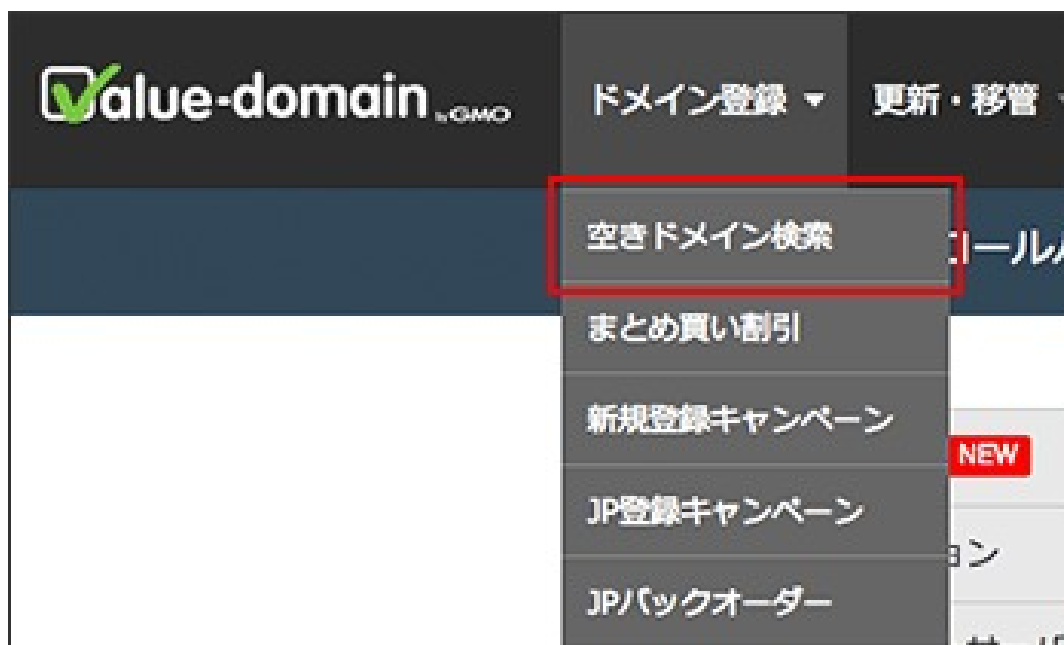 Value-domain by GMO
ドメイン登録 ▼
更新・移管
空きドメイン検索
まとめ買い割引
新規登録キャンペーン
NEW
JP登録キャンペーン
JPバックオーダー